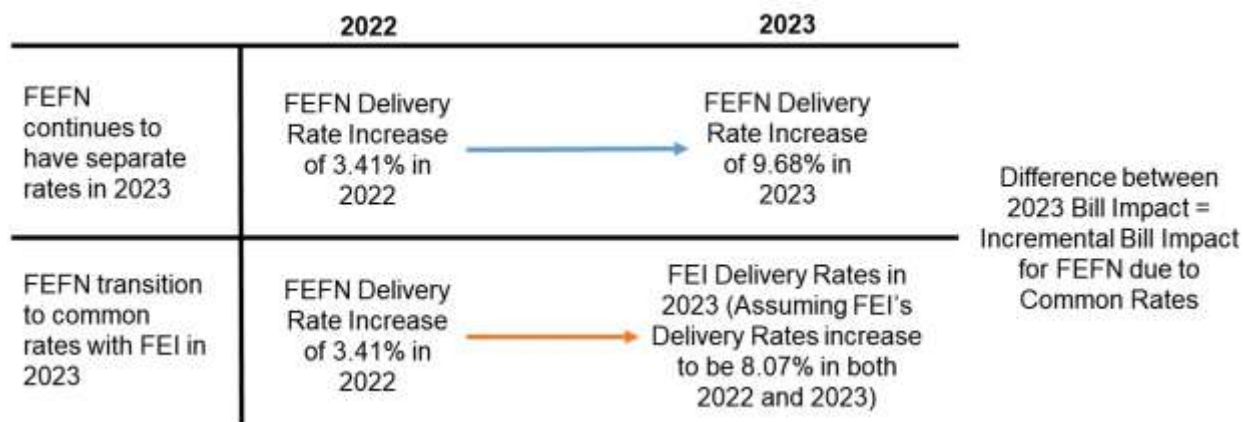 2022
2023
FEFN
continues to
have separate
rates in 2023
FEFN Delivery
Rate Increase
of 3.41% in
2022
FEFN Delivery
Rate Increase
of 9.68% in
2023
FEFN transition
to common
rates with FEI in
2023
FEFN Delivery
Rate Increase
of 3.41% in
2022
FEI Delivery Rates in
2023 (Assuming FEI's
Delivery Rates increase
to be 8.07% in both
2022 and 2023)
Difference between
2023 Bill Impact =
Incremental Bill Impact
for FEFN due to
Common Rates